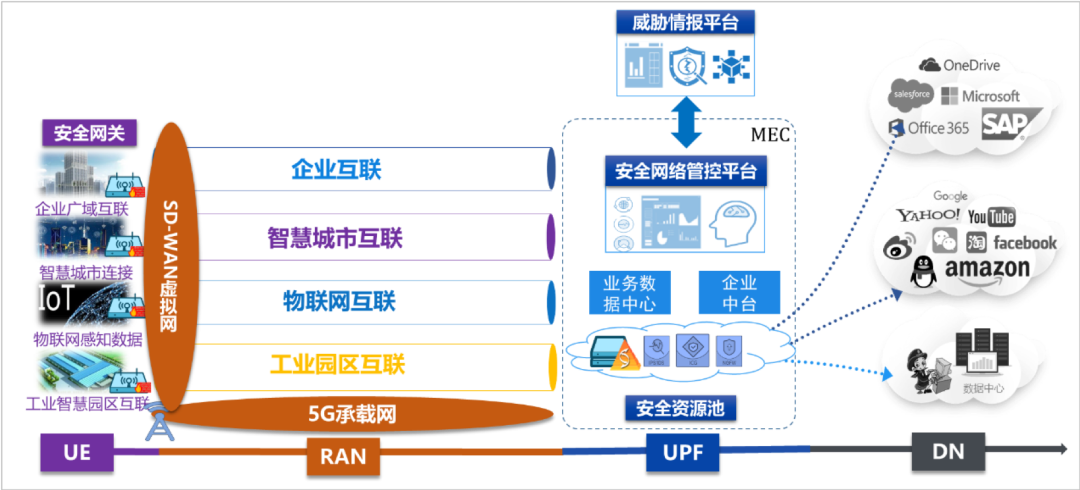 威胁情报平台
MEC
安全网关
企业广域互联
智慧城市连接
IoT
物联网感知数据
工业智慧园区互联
SD-WAN虚拟网
企业互联
智慧城市互联
物联网互联
工业园区互联
5G承载网
安全网络管控平台
业务数
据中心
企业
中台
安全资源池
OneDrive
salesforce
Microsoft
Office 365
SAP
Google
YAHOO!
YouTube
淘
facebook
amazon
数据中心
UE
RAN
UPF
DN